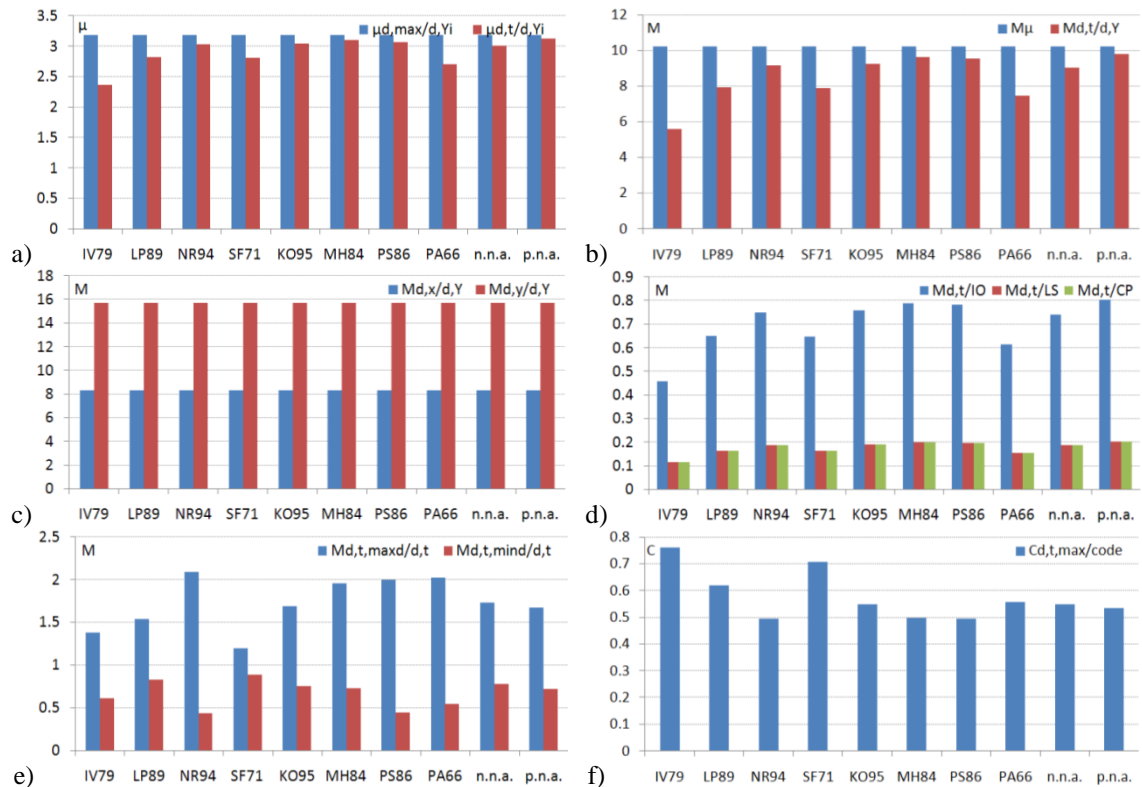 3.5
3
2.5
2
1.5
1
0.5
0
μ
μd,max/d,Yi
μd,t/d,Yi
IV79 LP89 NR94 SF71 KO95 MH84 PS86 PA66 n.n.a. p.n.a.
a)
12
10
8
6
4
2
0
M
Mμ
Md,t/d,Y
IV79 LP89 NR94 SF71 KO95 MH84 PS86 PA66 n.n.a. p.n.a.
b)
18
16
14
12
10
8
6
4
2
0
M
Md,x/d,Y
Md,y/d,Y
IV79 LP89 NR94 SF71 KO95 MH84 PS86 PA66 n.n.a. p.n.a.
c)
0.9
0.8
0.7
0.6
0.5
0.4
0.3
0.2
0.1
0
M
Md,t/IO
Md,t/LS
Md,t/CP
IV79 LP89 NR94 SF71 KO95 MH84 PS86 PA66 n.n.a. p.n.a.
d)
2.5
2
1.5
1
0.5
0
M
Md,t,maxd/d,t
Md,t,mind/d,t
IV79 LP89 NR94 SF71 KO95 MH84 PS86 PA66 n.n.a. p.n.a.
e)
0.8
0.7
0.6
0.5
0.4
0.3
0.2
0.1
0
C
Cd,t,max/code
IV79 LP89 NR94 SF71 KO95 MH84 PS86 PA66 n.n.a. p.n.a.
f)